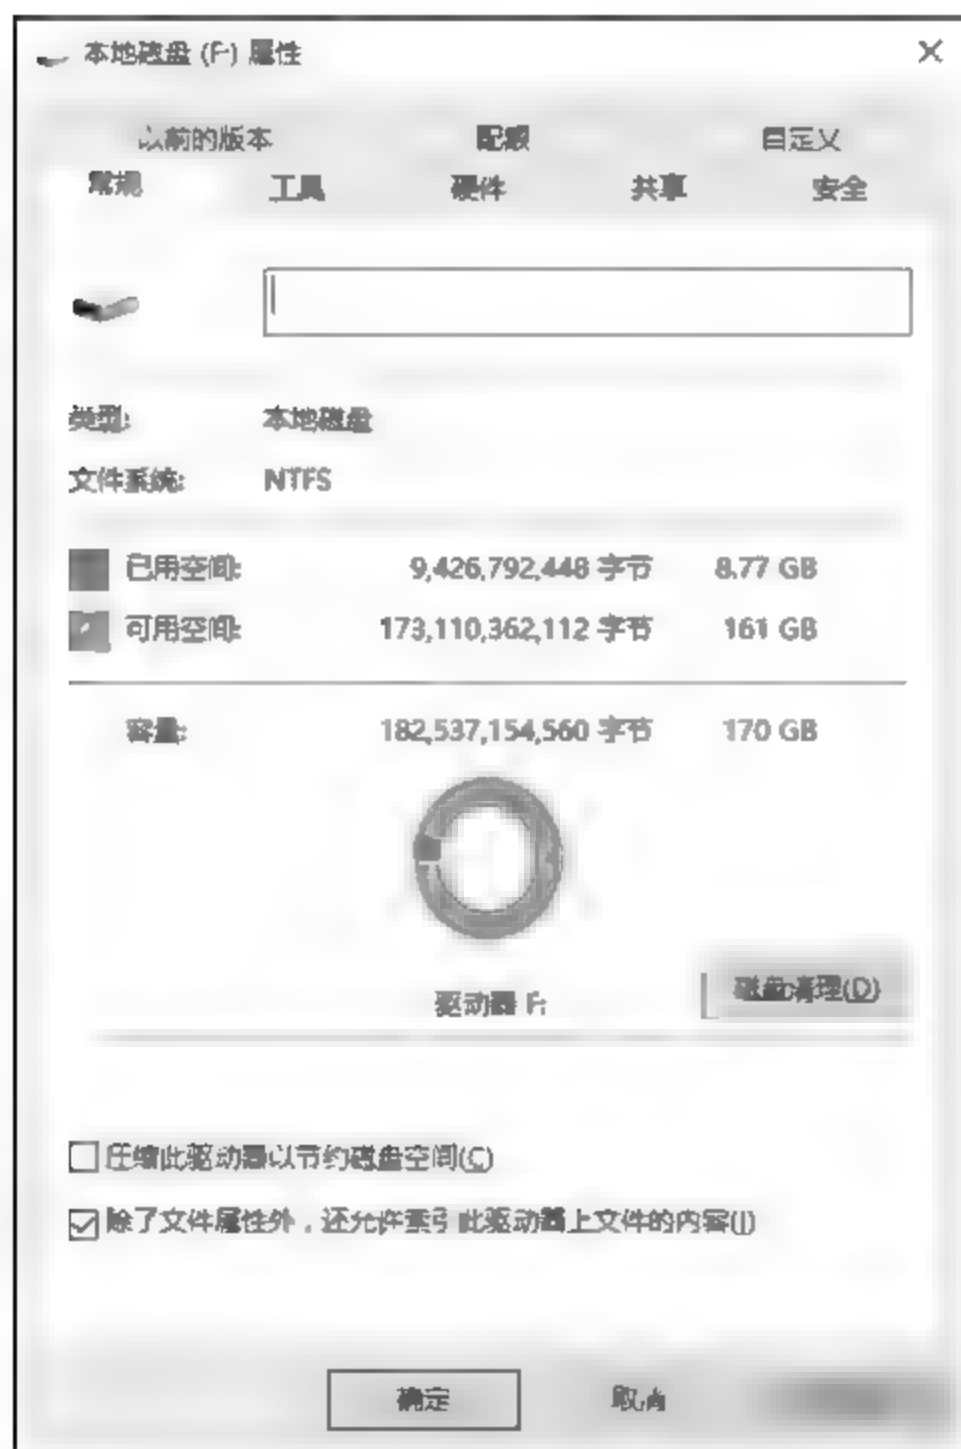 本地磁盘 (F:) 属性
以前的版本 配额 自定义
常规 工具 硬件 共享 安全
类型: 本地磁盘
文件系统: NTFS
已用空间: 9,426,792,448 字节 8.77 GB
可用空间: 173,110,362,112 字节 161 GB
容量: 182,537,154,560 字节 170 GB
驱动器 F: 磁盘清理(D)
压缩此驱动器以节约磁盘空间(C)
除了文件属性外，还允许索引此驱动器上文件的内容(I)
确定 取消